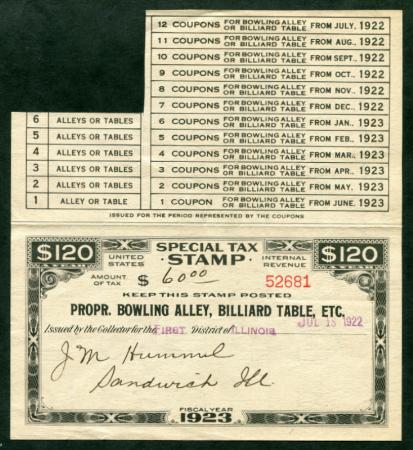 12 COUPONS FOR BOWLING ALLEY OR BILLIARD TABLE FROM JULY, 1922
11 COUPONS FOR BOWLING ALLEY OR BILLIARD TABLE FROM AUG., 1922
10 COUPONS FOR BOWLING ALLEY OR BILLIARD TABLE FROM SEPT., 1922
9 COUPONS FOR BOWLING ALLEY OR BILLIARD TABLE FROM OCT., 1922
8 COUPONS FOR BOWLING ALLEY OR BILLIARD TABLE FROM NOV., 1922
7 COUPONS FOR BOWLING ALLEY OR BILLIARD TABLE FROM DEC., 1922
6 ALLEYS OR TABLES 6 COUPONS FOR BOWLING ALLEY OR BILLIARD TABLE FROM JAN., 1923
5 ALLEYS OR TABLES 5 COUPONS FOR BOWLING ALLEY OR BILLIARD TABLE FROM FEB., 1923
4 ALLEYS OR TABLES 4 COUPONS FOR BOWLING ALLEY OR BILLIARD TABLE FROM MAR., 1923
3 ALLEYS OR TABLES 3 COUPONS FOR BOWLING ALLEY OR BILLIARD TABLE FROM APR., 1923
2 ALLEYS OR TABLES 2 COUPONS FOR BOWLING ALLEY OR BILLIARD TABLE FROM MAY, 1923
1 ALLEY OR TABLE 1 COUPON FOR BOWLING ALLEY OR BILLIARD TABLE FROM JUNE, 1923
ISSUED FOR THE PERIOD REPRESENTED BY THE COUPONS
$120 SPECIAL TAX $120
UNITED STATES STAMP INTERNAL REVENUE
AMOUNT OF TAX $ 60.00 52681
KEEP THIS STAMP POSTED
PROPR. BOWLING ALLEY, BILLIARD TABLE, ETC.
Issued by the Collector for the FIRST District of ILLINOIS JUL 18 1922
J M Hummel
Sandwich Ill.
FISCAL YEAR
1923